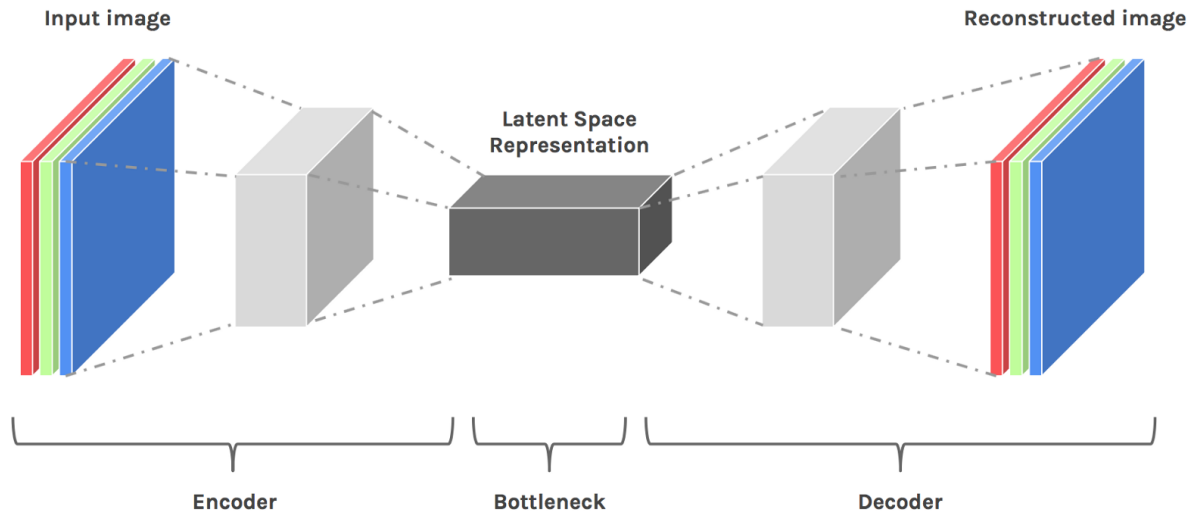 Input image
Reconstructed image
Latent Space
Representation
Encoder
Bottleneck
Decoder